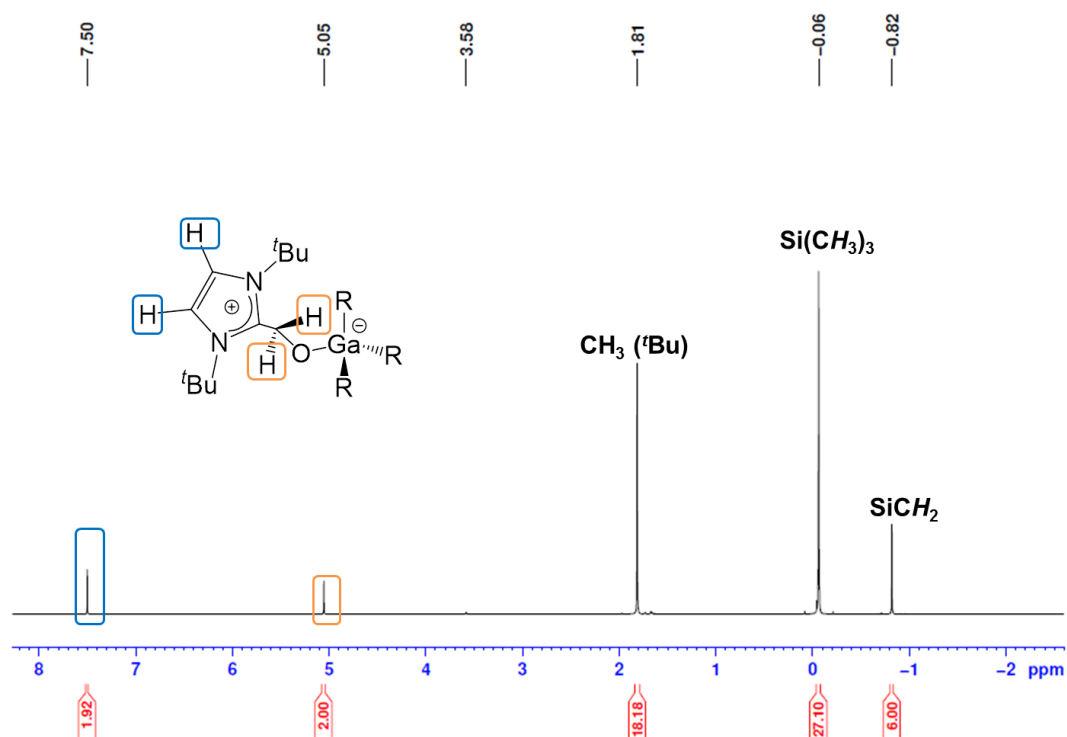 7.50
5.05
3.58
1.81
-0.06
-0.82
Si(CH3)3
H
tBu
N
H
+
H
R
CH3 (tBu)
N
Ga
−
R
O
H
tBu
R
SiCH2
8 7 6 5 4 3 2 1 0 −1 −2 ppm
1.92
2.00
18.18
27.10
6.00